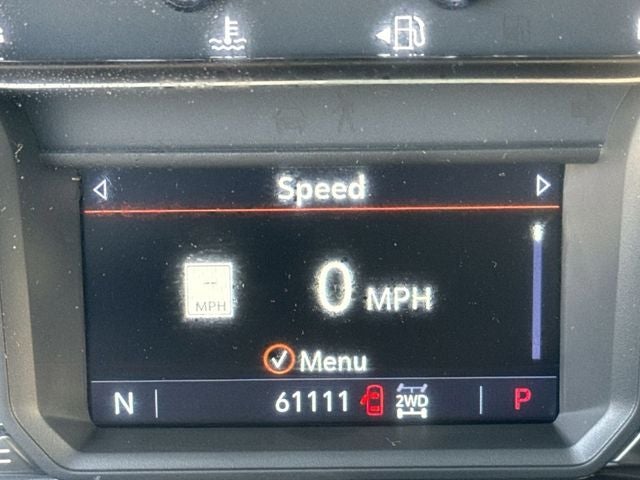 Speed
--
MPH
0 MPH
Menu
N 61111 2WD P